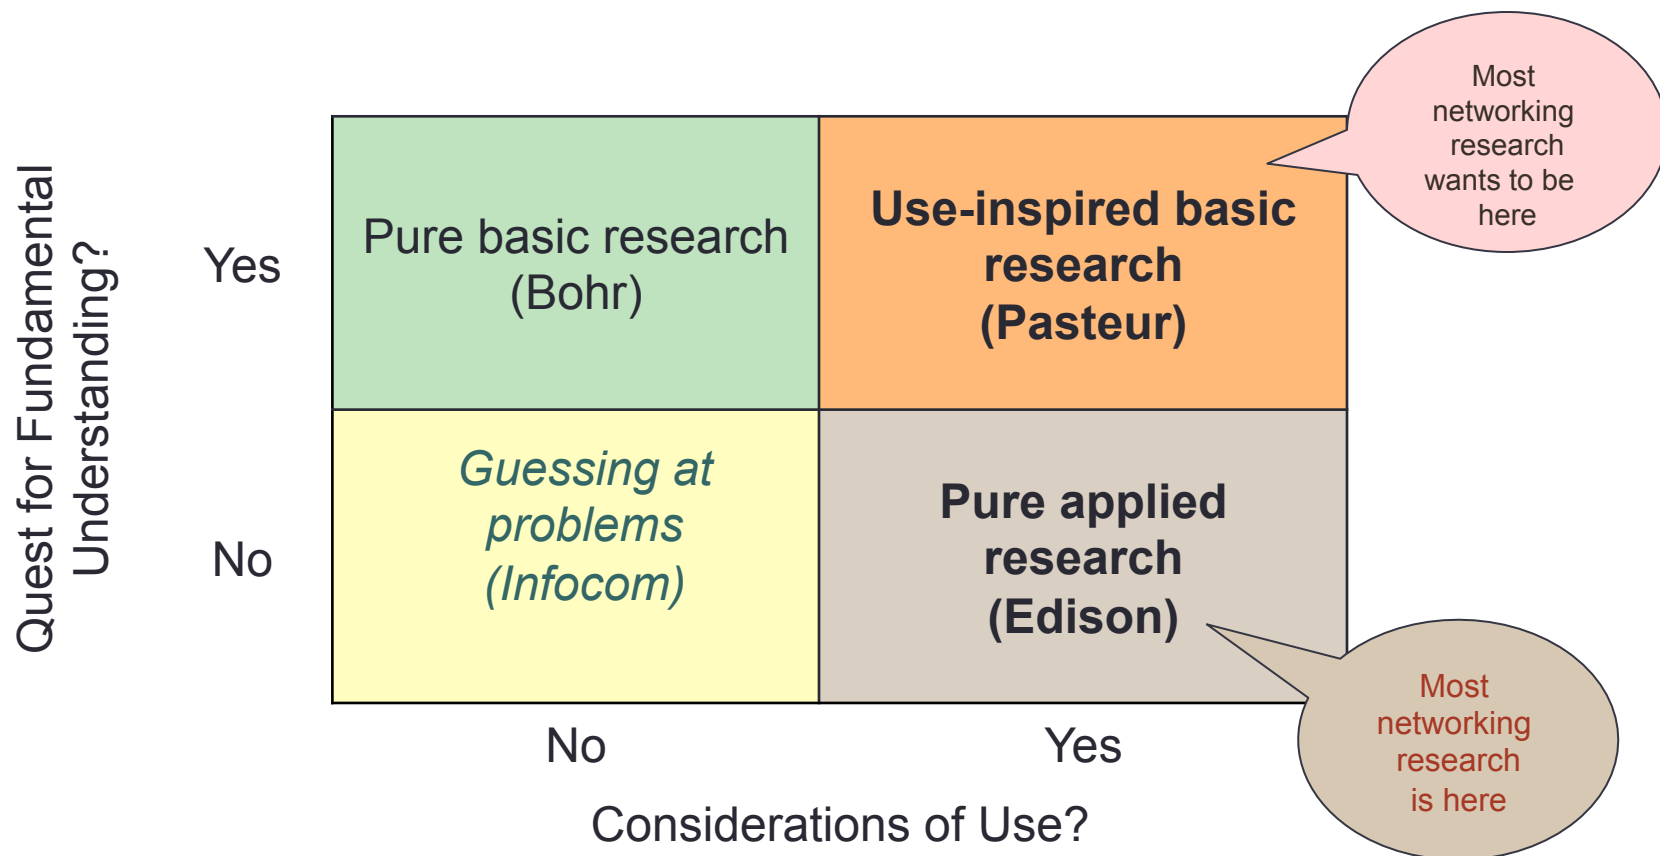 Most
networking
research
wants to be
here
Quest for Fundamental
Understanding?
Yes
Pure basic research
(Bohr)
Use-inspired basic
research
(Pasteur)
No
Guessing at
problems
(Infocom)
Pure applied
research
(Edison)
Most
networking
research
is here
No
Yes
Considerations of Use?